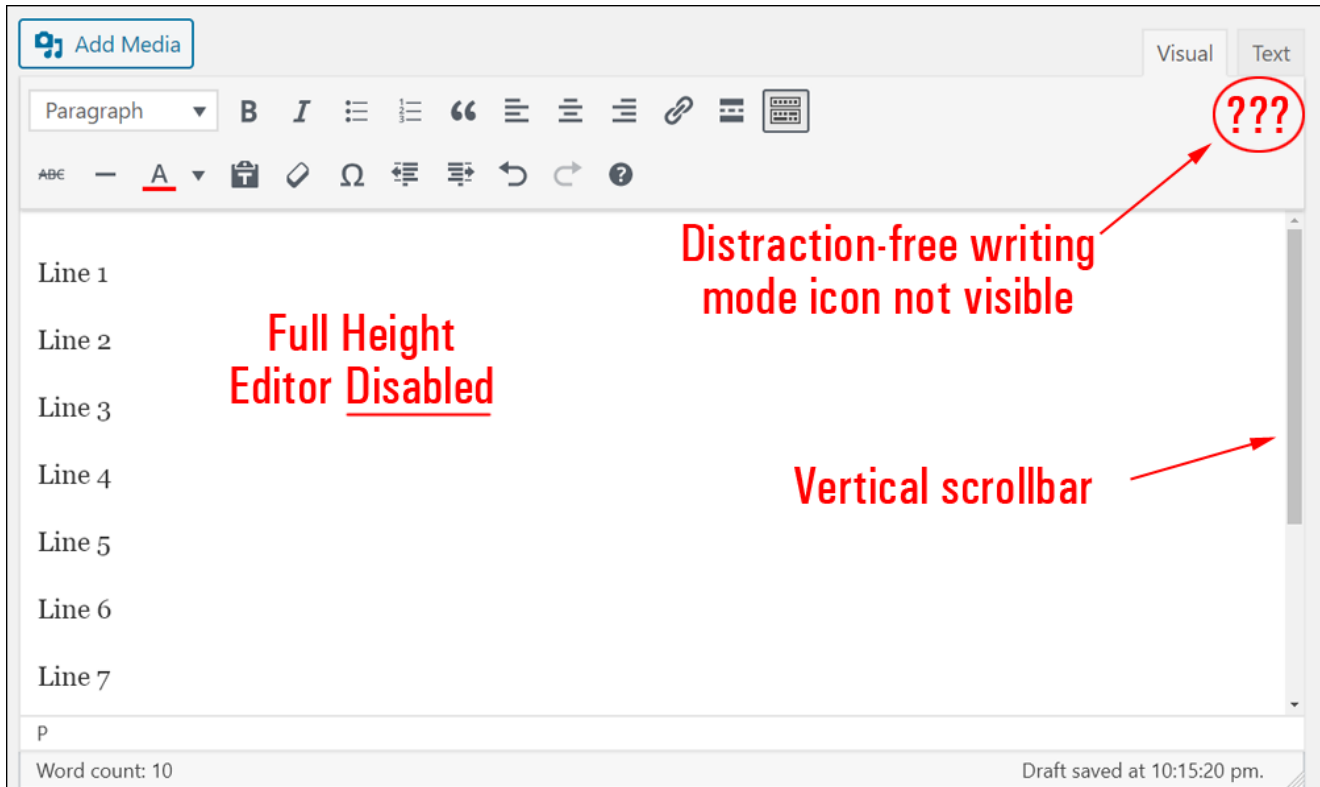 Add Media
Visual Text
Paragraph B I “ ???
ABC A T Ω ?
Distraction-free writing
mode icon not visible
Line 1
Full Height
Editor Disabled
Line 2
Line 3
Line 4
Vertical scrollbar
Line 5
Line 6
Line 7
P
Word count: 10 Draft saved at 10:15:20 pm.